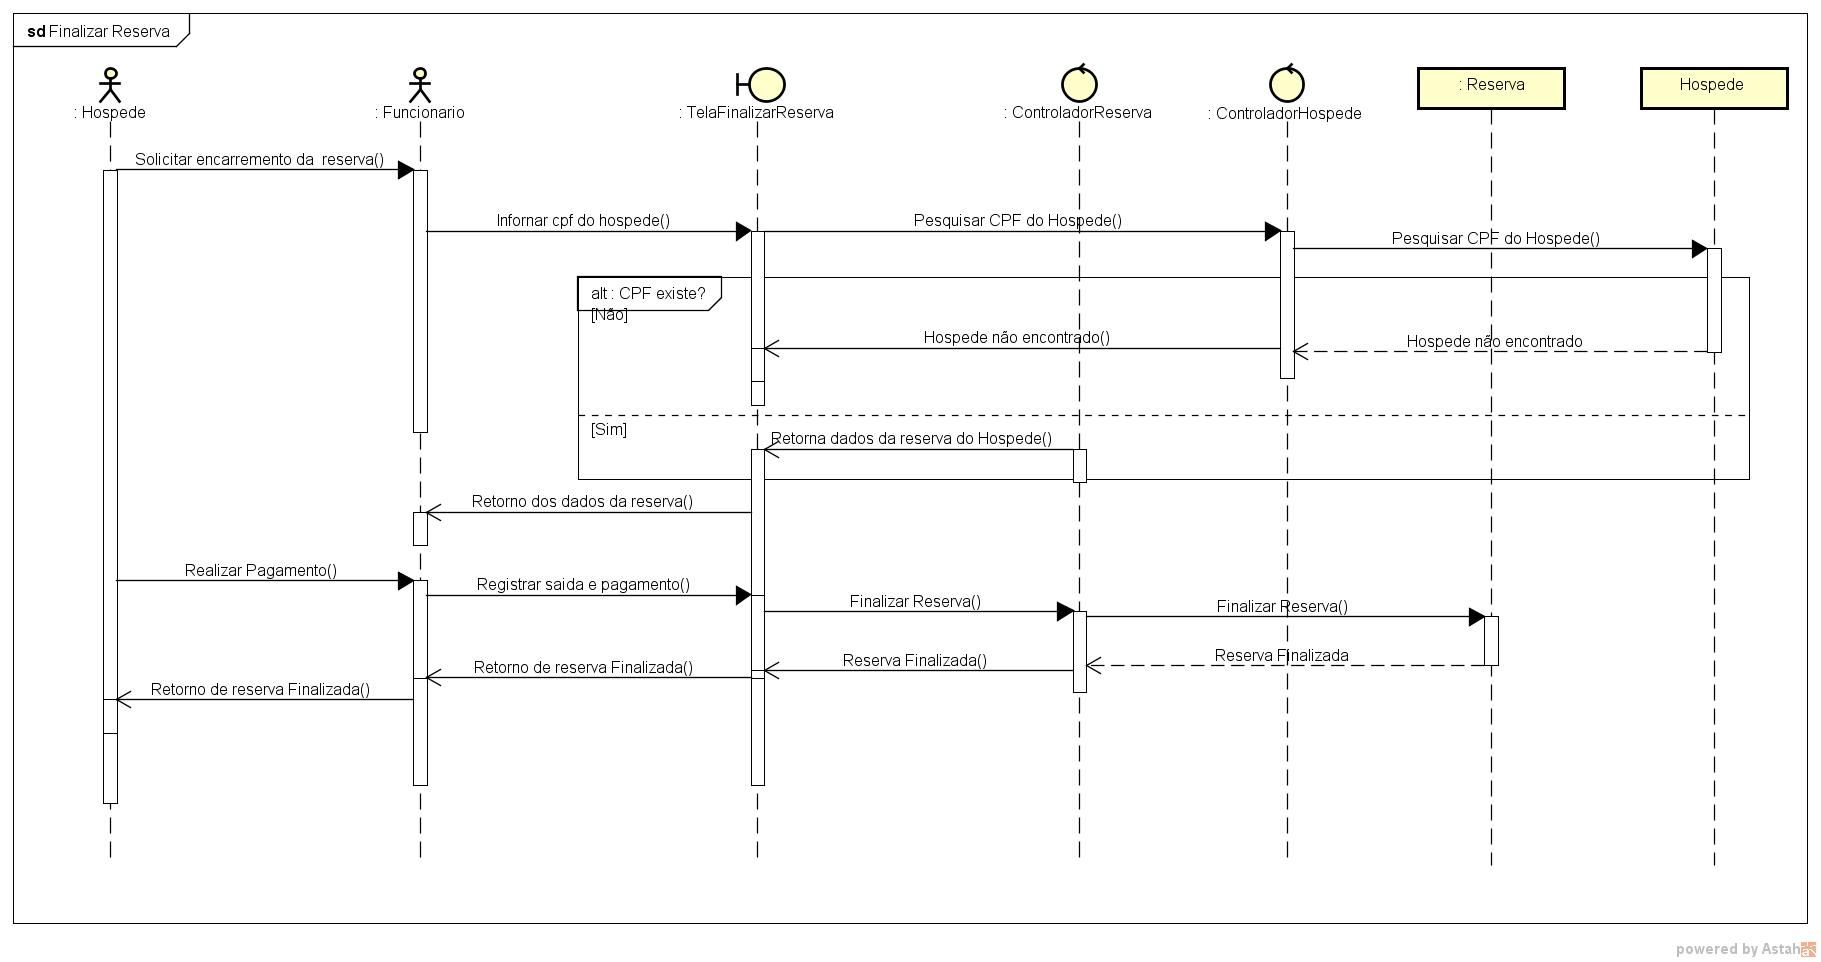 sd Finalizar Reserva
: Hospede
: Funcionario
: TelaFinalizarReserva
: ControladorReserva
: ControladorHospede
: Reserva
Hospede
Solicitar encarremento da  reserva()
Infornar cpf do hospede()
Pesquisar CPF do Hospede()
Pesquisar CPF do Hospede()
alt : CPF existe?
[Não]
Hospede não encontrado()
Hospede não encontrado
[Sim]
Retorna dados da reserva do Hospede()
Retorno dos dados da reserva()
Realizar Pagamento()
Registrar saida e pagamento()
Finalizar Reserva()
Finalizar Reserva()
Reserva Finalizada
Reserva Finalizada()
Retorno de reserva Finalizada()
Retorno de reserva Finalizada()
powered by Astah